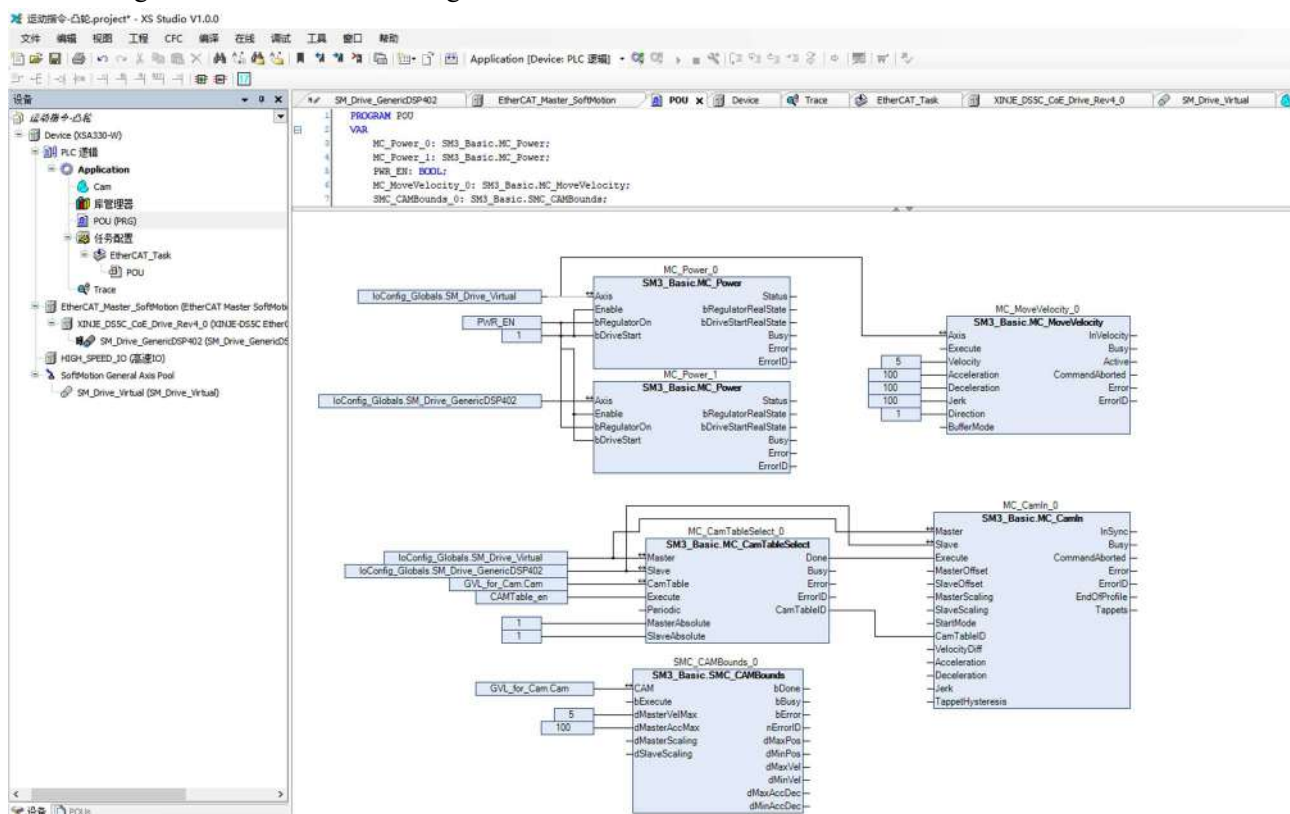 运动指令-凸轮.project* - XS Studio V1.0.0
文件 编辑 视图 工程 CFC 编译 在线 调试 工具 窗口 帮助
Application [Device: PLC 逻辑]
设备
SM_Drive_GenericDSP402 EtherCAT_Master_SoftMotion POU Device Trace EtherCAT_Task XINJE_DS5C_CoE_Drive_Rev4_0 SM_Drive_Virtual
运动指令-凸轮
Device (XSA330-W)
PLC 逻辑
Application
Cam
库管理器
POU (PRG)
任务配置
EtherCAT_Task
POU
Trace
EtherCAT_Master_SoftMotion (EtherCAT Master SoftMoti
XINJE_DS5C_CoE_Drive_Rev4_0 (XINJE-DS5C EtherC
SM_Drive_GenericDSP402 (SM_Drive_GenericDS
HIGH_SPEED_IO (高速IO)
SoftMotion General Axis Pool
SM_Drive_Virtual (SM_Drive_Virtual)
设备 POUs
1 PROGRAM POU
2 VAR
3 MC_Power_0: SM3_Basic.MC_Power;
4 MC_Power_1: SM3_Basic.MC_Power;
5 PWR_EN: BOOL;
6 MC_MoveVelocity_0: SM3_Basic.MC_MoveVelocity;
7 SMC_CAMBounds_0: SM3_Basic.SMC_CAMBounds;
MC_Power_0
SM3_Basic.MC_Power
IoConfig_Globals.SM_Drive_Virtual
Axis Status
Enable bRegulatorRealState
PWR_EN
bRegulatorOn bDriveStartRealState
1
bDriveStart Busy
Error
ErrorID
MC_Power_1
SM3_Basic.MC_Power
IoConfig_Globals.SM_Drive_GenericDSP402
Axis Status
Enable bRegulatorRealState
bRegulatorOn bDriveStartRealState
bDriveStart Busy
Error
ErrorID
MC_MoveVelocity_0
SM3_Basic.MC_MoveVelocity
Axis InVelocity
Execute Busy
5 Velocity Active
100 Acceleration CommandAborted
100 Deceleration Error
100 Jerk ErrorID
1 Direction
BufferMode
MC_CamTableSelect_0
SM3_Basic.MC_CamTableSelect
IoConfig_Globals.SM_Drive_Virtual Master Done
IoConfig_Globals.SM_Drive_GenericDSP402 Slave Busy
GVL_for_Cam.Cam CamTable Error
CAMTable_en Execute ErrorID
Periodic CamTableID
1 MasterAbsolute
1 SlaveAbsolute
MC_CamIn_0
SM3_Basic.MC_CamIn
Master InSync
Slave Busy
Execute CommandAborted
MasterOffset Error
SlaveOffset ErrorID
MasterScaling EndOfProfile
SlaveScaling Tappets
StartMode
CamTableID
VelocityDiff
Acceleration
Deceleration
Jerk
TappetHysteresis
SMC_CAMBounds_0
SM3_Basic.SMC_CAMBounds
GVL_for_Cam.Cam CAM bDone
bExecute bBusy
5 dMasterVelMax bError
100 dMasterAccMax nErrorID
dMasterScaling dMaxPos
dSlaveScaling dMinPos
dMaxVel
dMinVel
dMaxAccDec
dMinAccDec